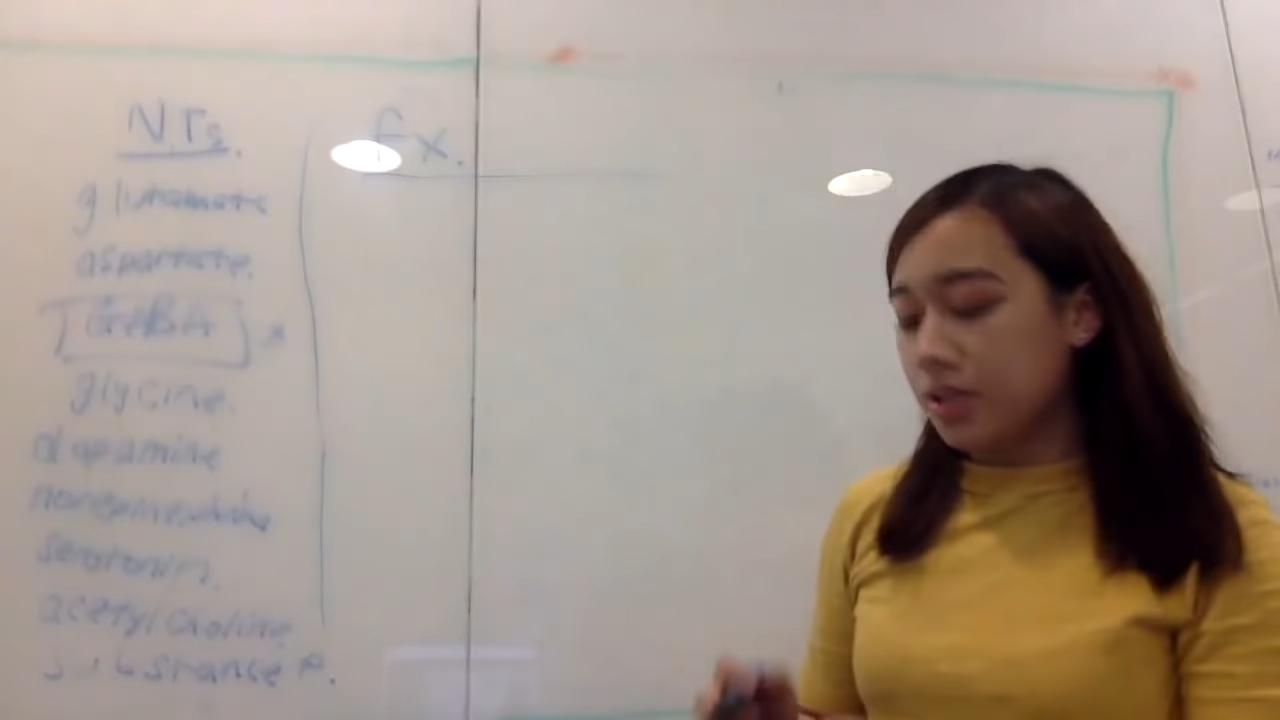 NTs. fx.
glutamate
aspartate.
GABA
glycine.
dopamine
norepinephrine
serotonin.
acetylcholine
substance P.